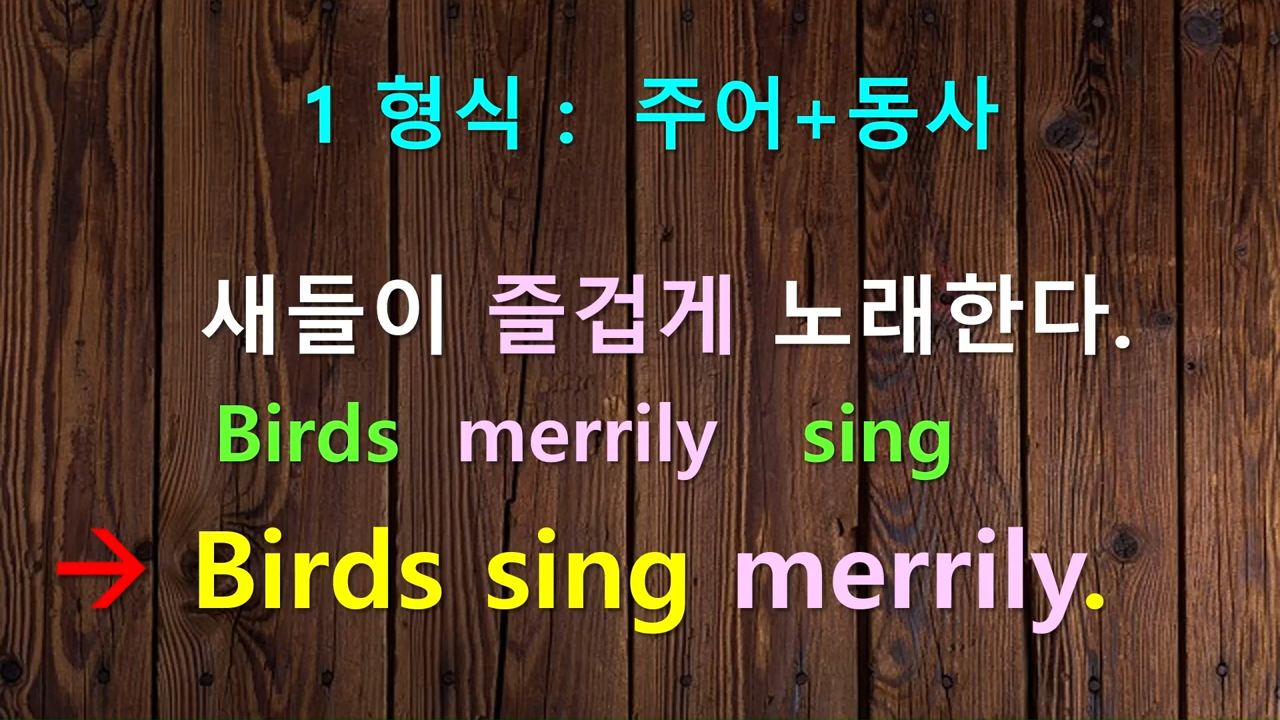 1 형식 : 주어+동사
새들이 즐겁게 노래한다.
Birds merrily sing
→ Birds sing merrily.